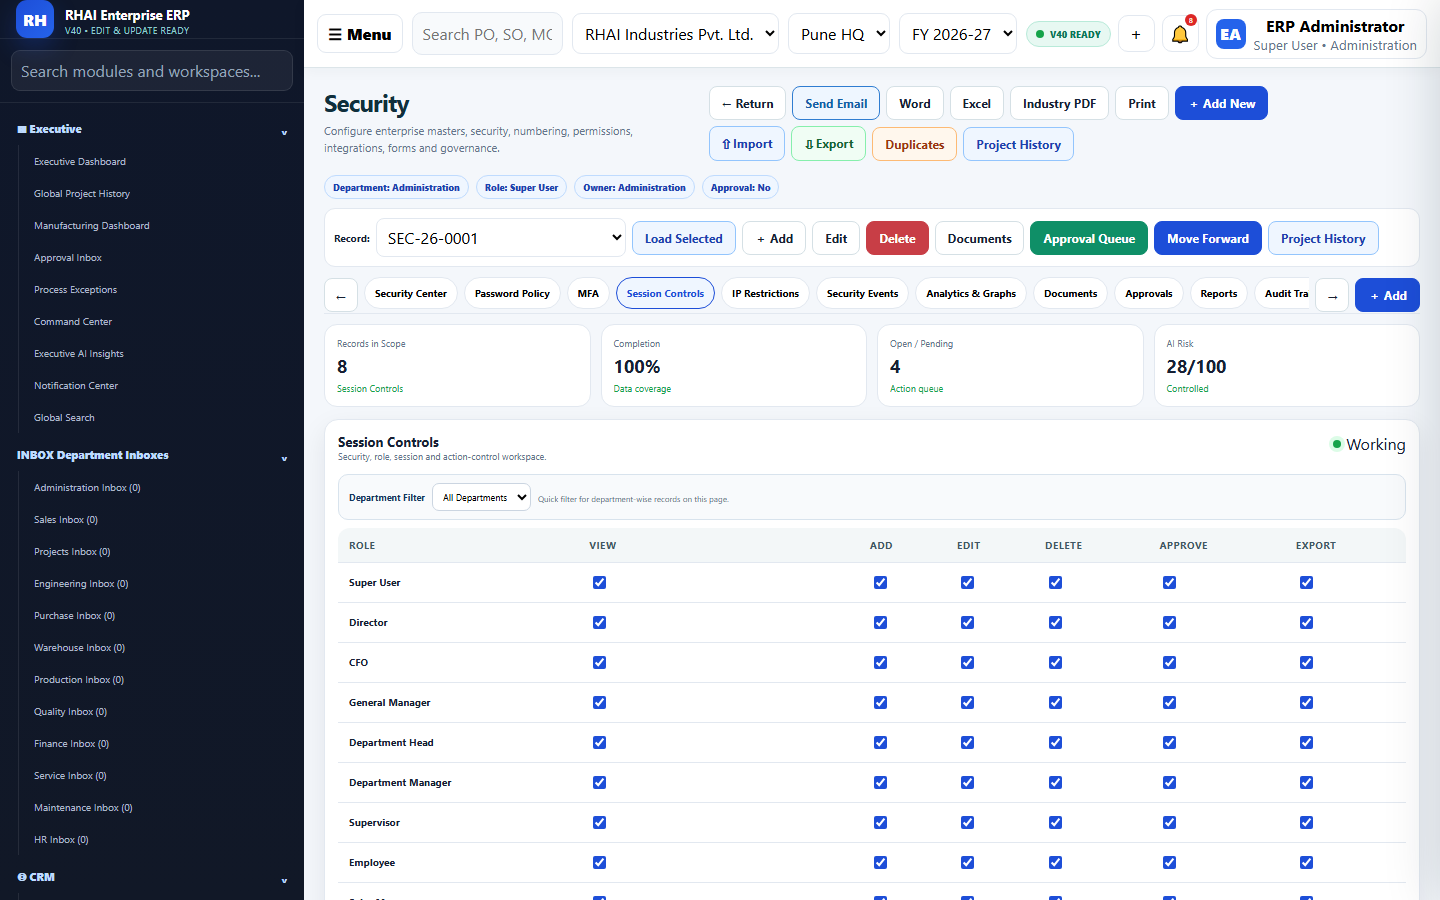 RH
RHAI Enterprise ERP
V40 • EDIT & UPDATE READY
Search modules and workspaces...
Executive
Executive Dashboard
Global Project History
Manufacturing Dashboard
Approval Inbox
Process Exceptions
Command Center
Executive AI Insights
Notification Center
Global Search
INBOX Department Inboxes
Administration Inbox (0)
Sales Inbox (0)
Projects Inbox (0)
Engineering Inbox (0)
Purchase Inbox (0)
Warehouse Inbox (0)
Production Inbox (0)
Quality Inbox (0)
Finance Inbox (0)
Service Inbox (0)
Maintenance Inbox (0)
HR Inbox (0)
CRM
☰ Menu
Search PO, SO, MO
RHAI Industries Pvt. Ltd.
Pune HQ
FY 2026-27
V40 READY
+
8
EA
ERP Administrator
Super User • Administration
Security
Configure enterprise masters, security, numbering, permissions,
integrations, forms and governance.
← Return
Send Email
Word
Excel
Industry PDF
Print
+ Add New
⇧ Import
⇩ Export
Duplicates
Project History
Department: Administration
Role: Super User
Owner: Administration
Approval: No
Record:
SEC-26-0001
Load Selected
+ Add
Edit
Delete
Documents
Approval Queue
Move Forward
Project History
←
Security Center
Password Policy
MFA
Session Controls
IP Restrictions
Security Events
Analytics & Graphs
Documents
Approvals
Reports
Audit Tra
→
+ Add
Records in Scope
8
Session Controls
Completion
100%
Data coverage
Open / Pending
4
Action queue
AI Risk
28/100
Controlled
Session Controls
Security, role, session and action-control workspace.
Working
Department Filter
All Departments
Quick filter for department-wise records on this page.
ROLE VIEW ADD EDIT DELETE APPROVE EXPORT
Super User
Director
CFO
General Manager
Department Head
Department Manager
Supervisor
Employee